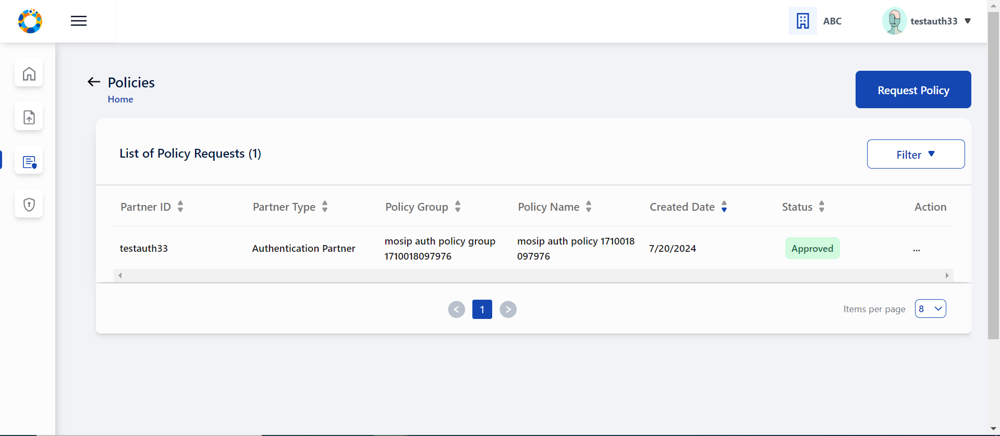 ABC
testauth33
Policies
Home
Request Policy
List of Policy Requests (1)
Filter
Partner ID
Partner Type
Policy Group
Policy Name
Created Date
Status
Action
testauth33
Authentication Partner
mosip auth policy group
1710018097976
mosip auth policy 1710018
097976
7/20/2024
Approved
...
<
1
>
Items per page
8